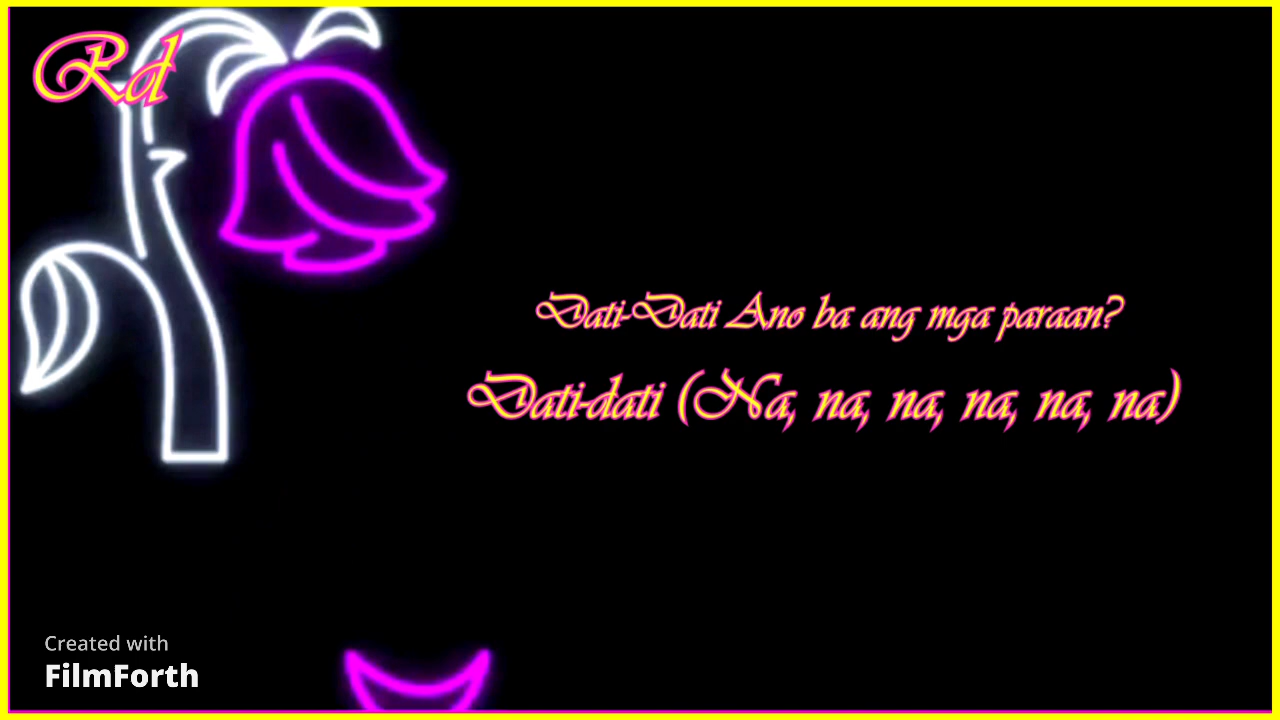 Rd
Dati-Dati Ano ba ang mga paraan?
Dati-dati (Na, na, na, na, na, na)
Created with
FilmForth